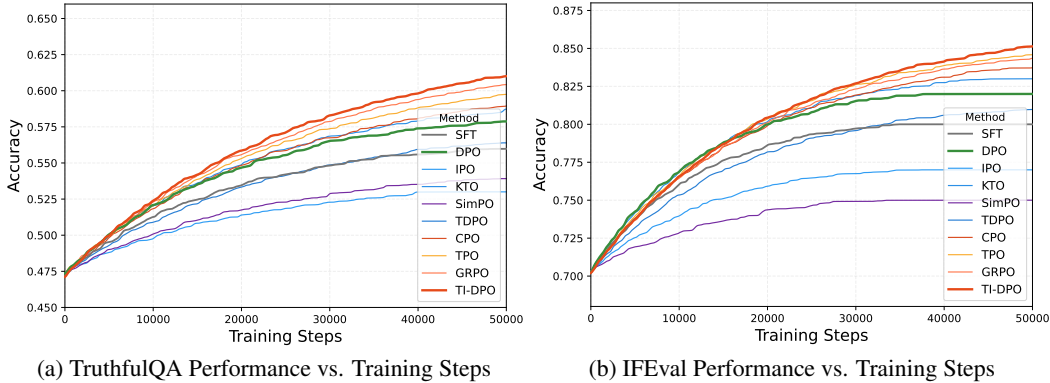 0.650
0.625
0.600
0.575
0.550
0.525
0.500
0.475
0.450
Accuracy
0 10000 20000 30000 40000 50000
Training Steps
Method
SFT
DPO
IPO
KTO
SimPO
TDPO
CPO
TPO
GRPO
TI-DPO
(a) TruthfulQA Performance vs. Training Steps
0.875
0.850
0.825
0.800
0.775
0.750
0.725
0.700
Accuracy
0 10000 20000 30000 40000 50000
Training Steps
Method
SFT
DPO
IPO
KTO
SimPO
TDPO
CPO
TPO
GRPO
TI-DPO
(b) IFEval Performance vs. Training Steps